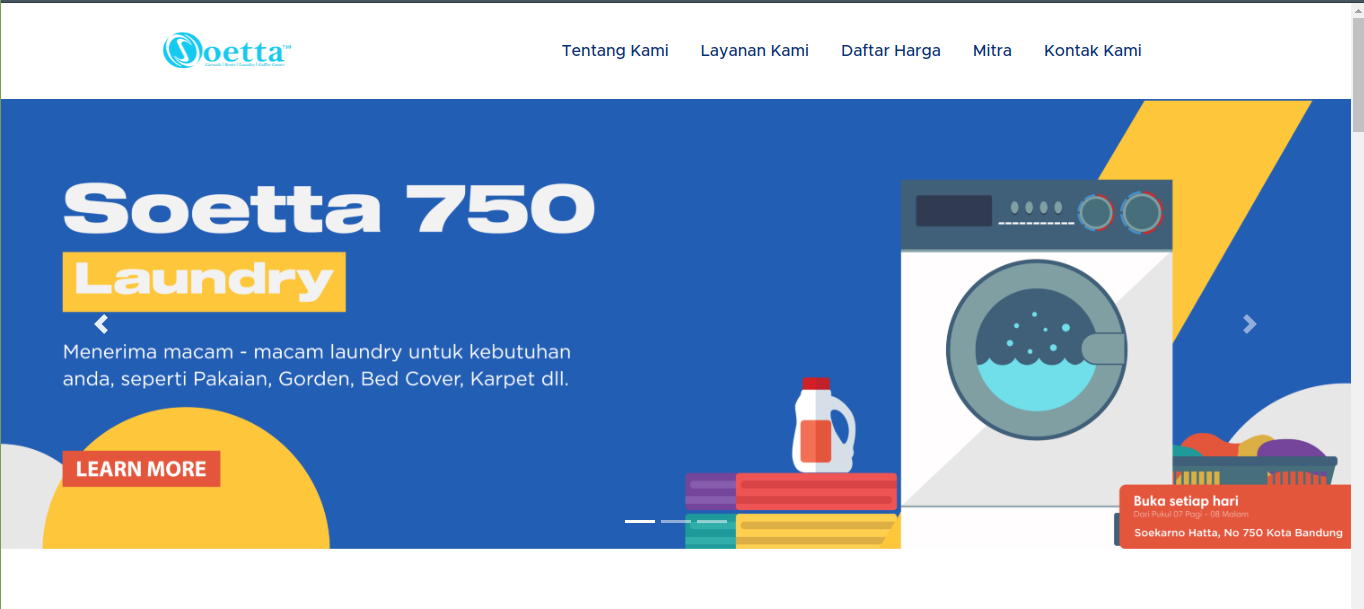 Soetta™
Tentang Kami
Layanan Kami
Daftar Harga
Mitra
Kontak Kami
Soetta 750
Laundry
Menerima macam - macam laundry untuk kebutuhan
anda, seperti Pakaian, Gorden, Bed Cover, Karpet dll.
LEARN MORE
Buka setiap hari
Dari Pukul 07 Pagi - 08 Malam
Soekarno Hatta, No 750 Kota Bandung